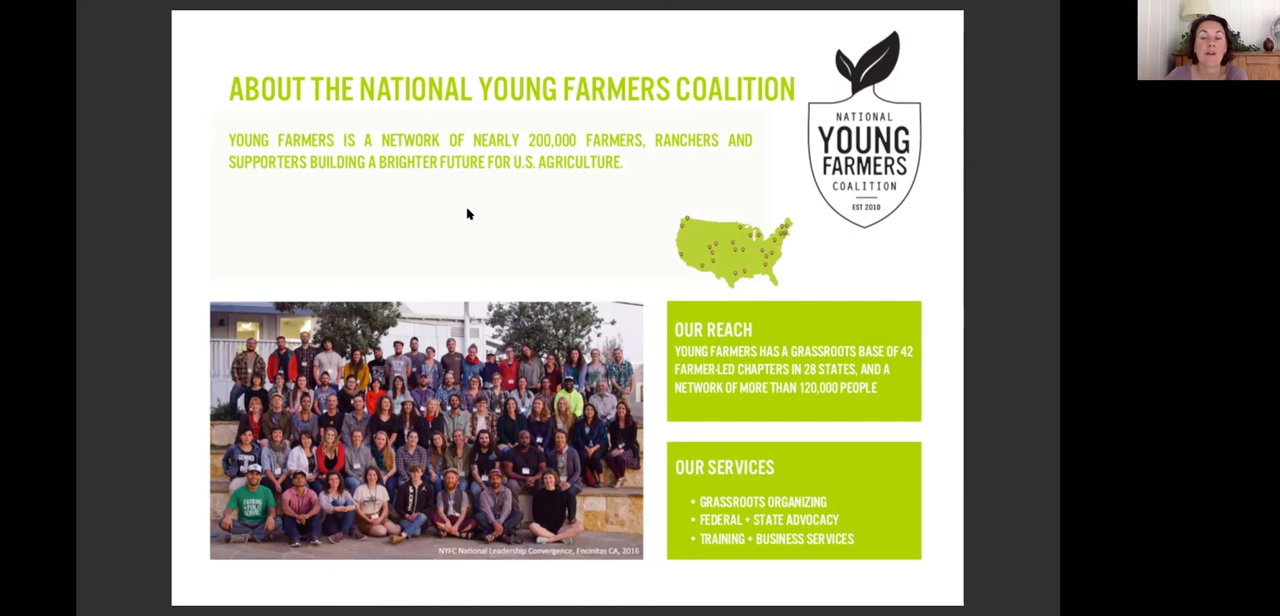 ABOUT THE NATIONAL YOUNG FARMERS COALITION
YOUNG FARMERS IS A NETWORK OF NEARLY 200,000 FARMERS, RANCHERS AND
SUPPORTERS BUILDING A BRIGHTER FUTURE FOR U.S. AGRICULTURE.
NATIONAL
YOUNG
FARMERS
COALITION
EST 2010
OUR REACH
YOUNG FARMERS HAS A GRASSROOTS BASE OF 42
FARMER-LED CHAPTERS IN 28 STATES, AND A
NETWORK OF MORE THAN 120,000 PEOPLE
NYFC National Leadership Convergence, Encinitas CA, 2016
OUR SERVICES
• GRASSROOTS ORGANIZING
• FEDERAL + STATE ADVOCACY
• TRAINING + BUSINESS SERVICES